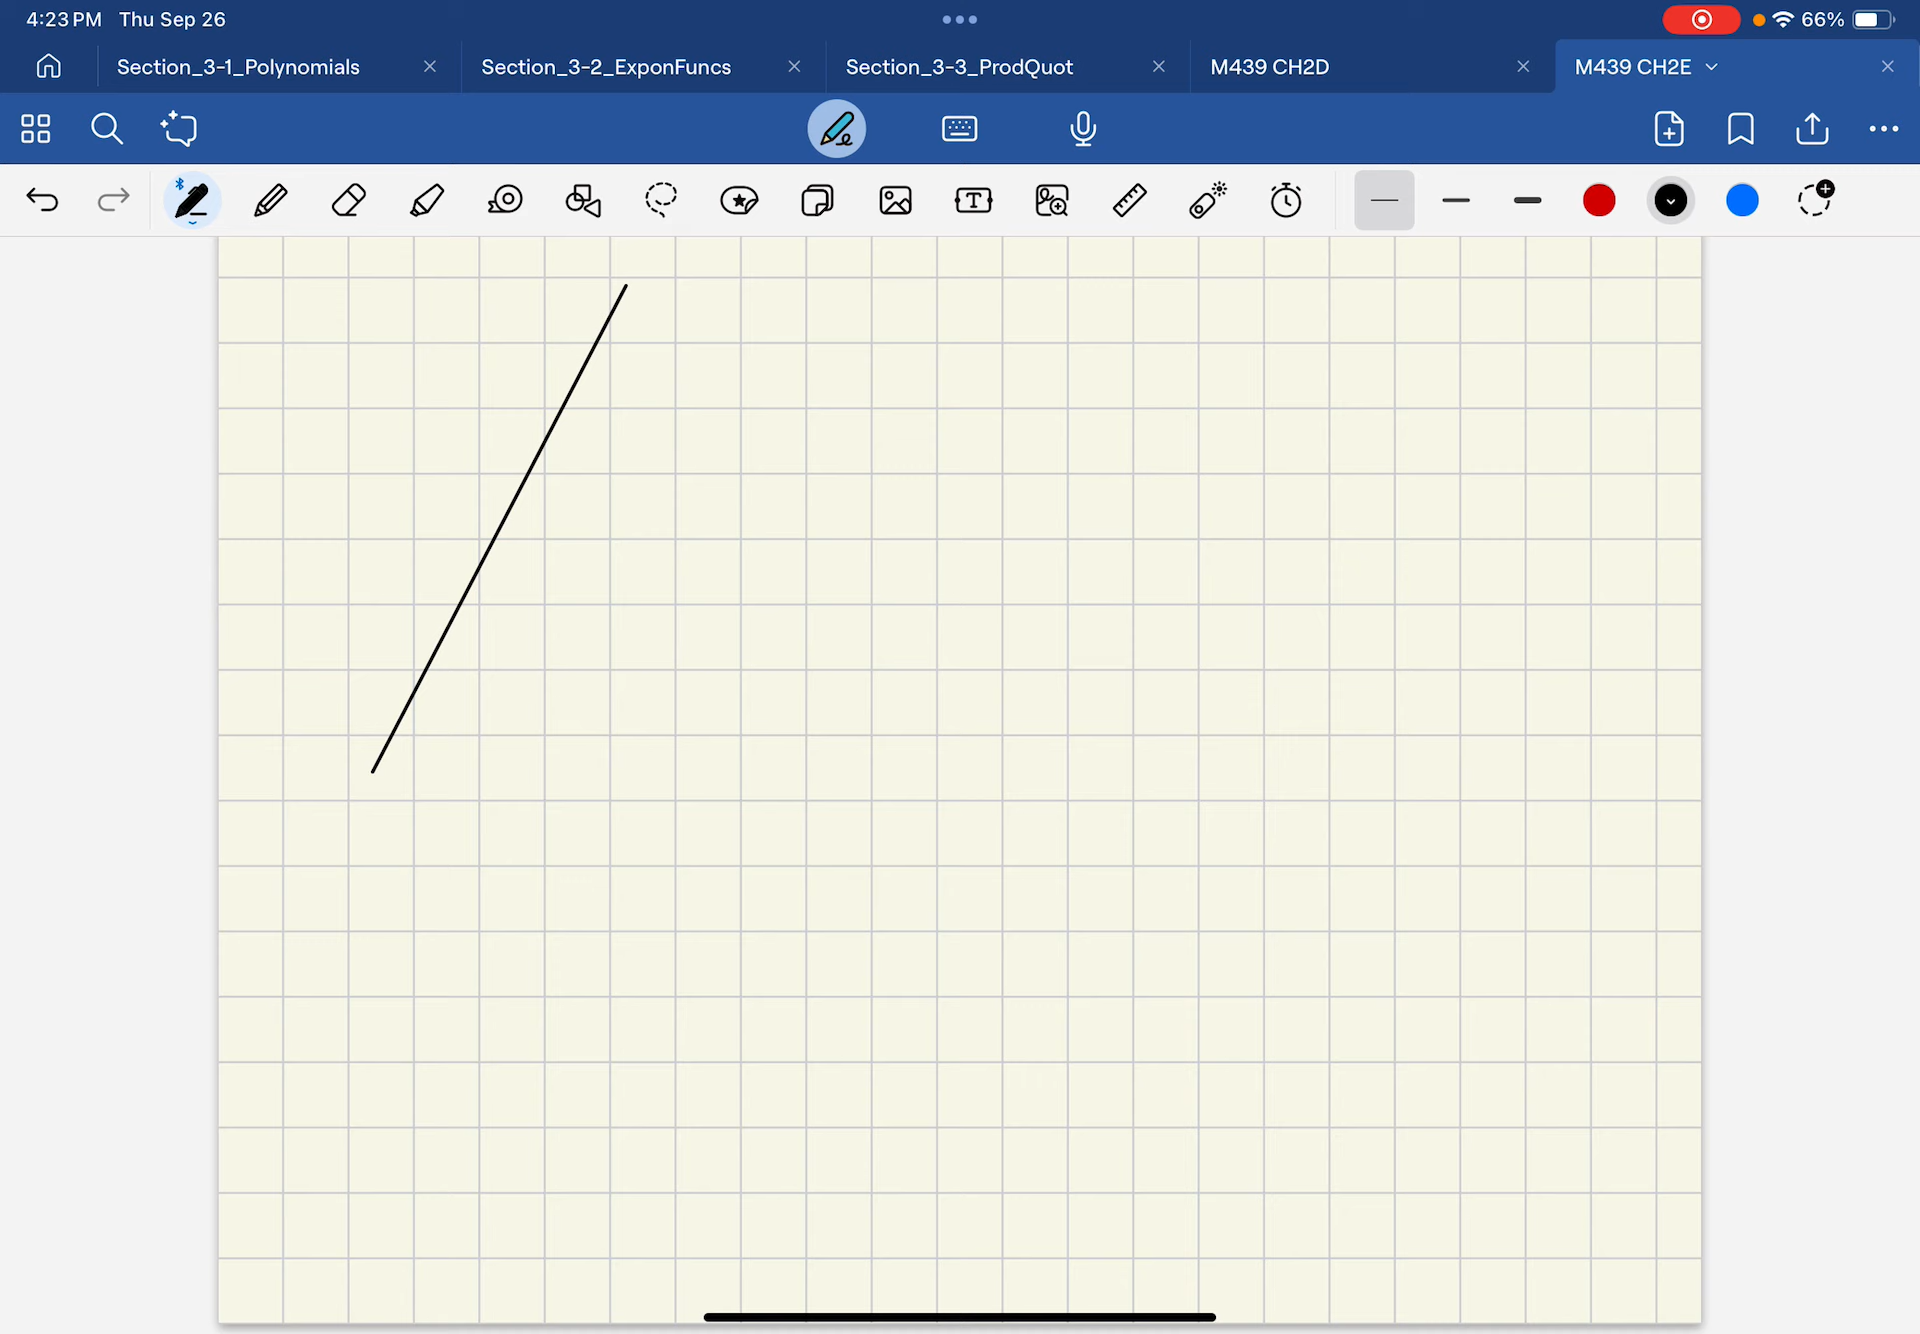 4:23 PM Thu Sep 26
66%
Section_3-1_Polynomials
Section_3-2_ExponFuncs
Section_3-3_ProdQuot
M439 CH2D
M439 CH2E
T